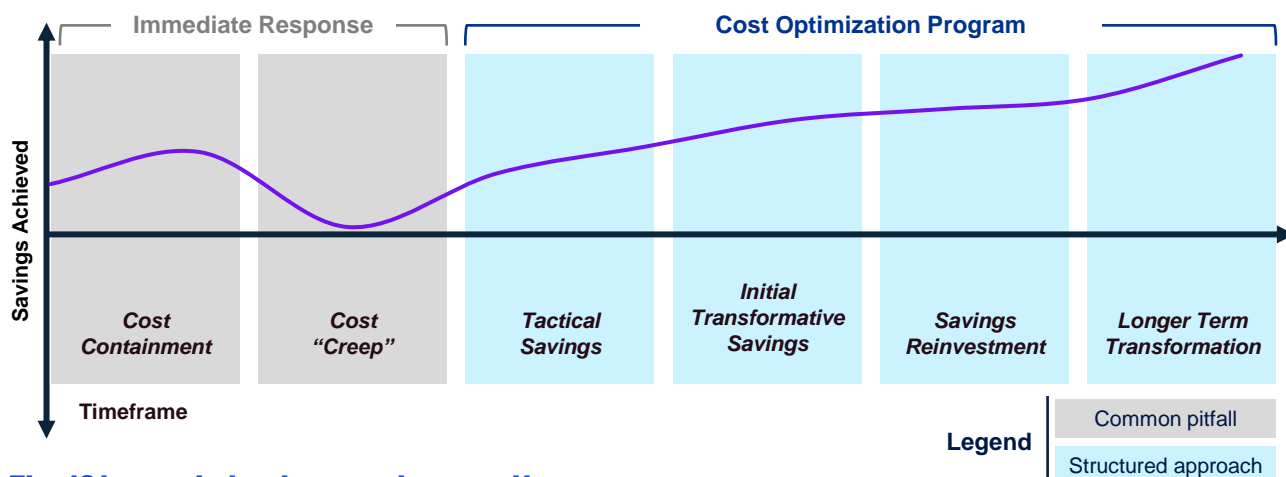 Immediate Response
Cost Optimization Program
Savings Achieved
Cost
Containment
Cost
“Creep”
Tactical
Savings
Initial
Transformative
Savings
Savings
Reinvestment
Longer Term
Transformation
Timeframe
Legend
Common pitfall
Structured approach